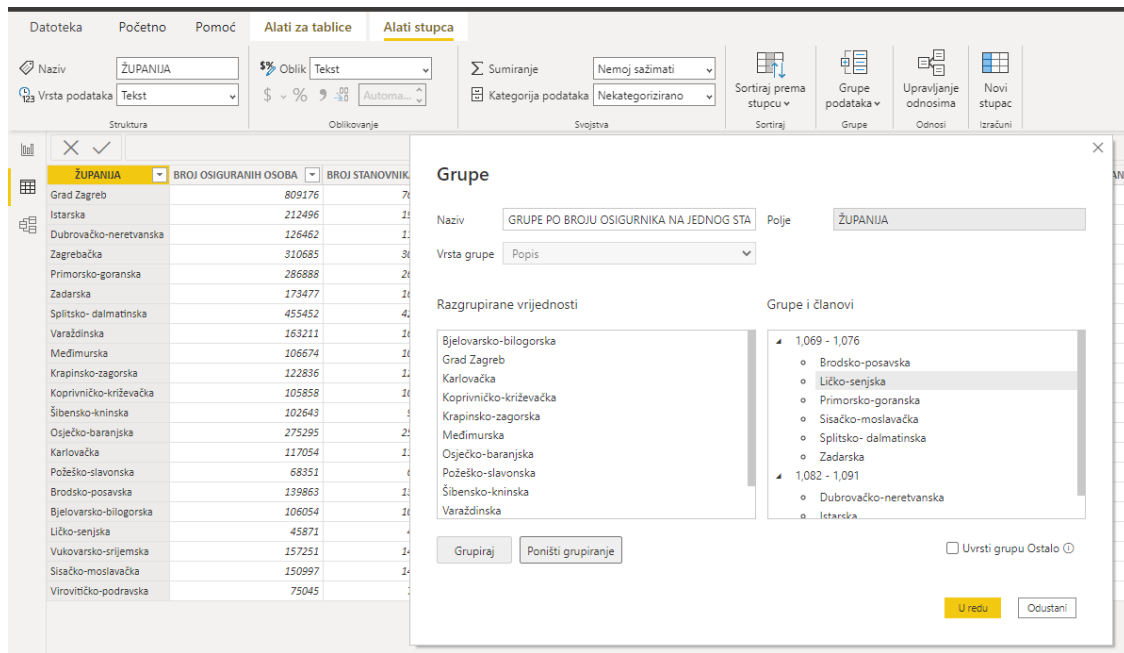 Datoteka Početno Pomoć Alati za tablice Alati stupca
Naziv ŽUPANIJA
Vrsta podataka Tekst
Struktura
$% Oblik Tekst
$ % 9 .00 Automa...
Oblikovanje
Sumiranje Nemoj sažimati
Kategorija podataka Nekategorizirano
Svojstva
Sortiraj prema
stupcu
Sortiraj
Grupe
podataka
Grupe
Upravljanje
odnosima
Odnosi
Novi
stupac
Izračuni
ŽUPANIJA BROJ OSIGURANIH OSOBA BROJ STANOVNIK
Grad Zagreb 809176
Istarska 212496
Dubrovačko-neretvanska 126462
Zagrebačka 310685
Primorsko-goranska 286888
Zadarska 173477
Splitsko- dalmatinska 455452
Varaždinska 163211
Međimurska 106674
Krapinsko-zagorska 122836
Koprivničko-križevačka 105858
Šibensko-kninska 102643
Osječko-baranjska 275295
Karlovačka 117054
Požeško-slavonska 68351
Brodsko-posavska 139863
Bjelovarsko-bilogorska 106054
Ličko-senjska 45871
Vukovarsko-srijemska 157251
Sisačko-moslavačka 150997
Virovitičko-podravska 75045
Grupe
Naziv GRUPE PO BROJU OSIGURNIKA NA JEDNOG STA Polje ŽUPANIJA
Vrsta grupe Popis
Razgrupirane vrijednosti
Bjelovarsko-bilogorska
Grad Zagreb
Karlovačka
Koprivničko-križevačka
Krapinsko-zagorska
Međimurska
Osječko-baranjska
Požeško-slavonska
Šibensko-kninska
Varaždinska
Grupe i članovi
1,069 - 1,076
Brodsko-posavska
Ličko-senjska
Primorsko-goranska
Sisačko-moslavačka
Splitsko- dalmatinska
Zadarska
1,082 - 1,091
Dubrovačko-neretvanska
Istarska
Grupiraj Poništi grupiranje
Uvrsti grupu Ostalo
U redu Odustani